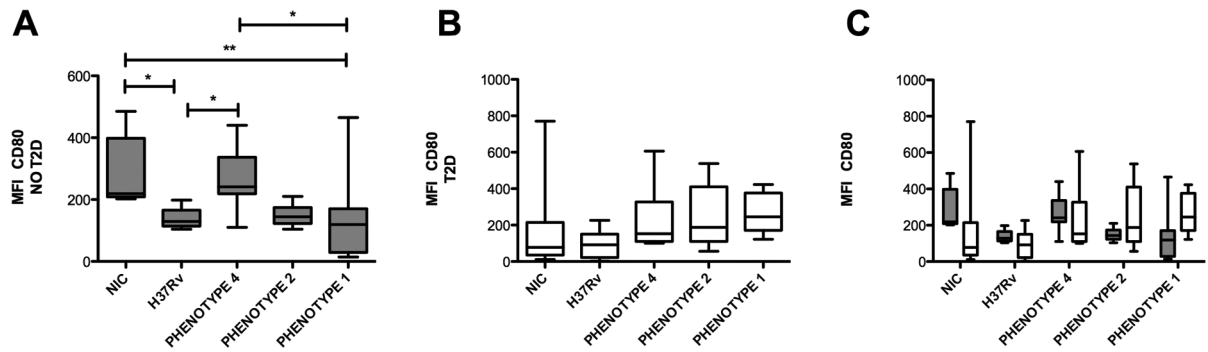 A
B
C
*
**
*
*
600
400
200
0
MFI CD80
NO T2D
NIC
H37Rv
PHENOTYPE 4
PHENOTYPE 2
PHENOTYPE 1
1000
800
600
400
200
0
MFI CD80
T2D
NIC
H37Rv
PHENOTYPE 4
PHENOTYPE 2
PHENOTYPE 1
1000
800
600
400
200
0
MFI CD80
NIC
H37Rv
PHENOTYPE 4
PHENOTYPE 2
PHENOTYPE 1